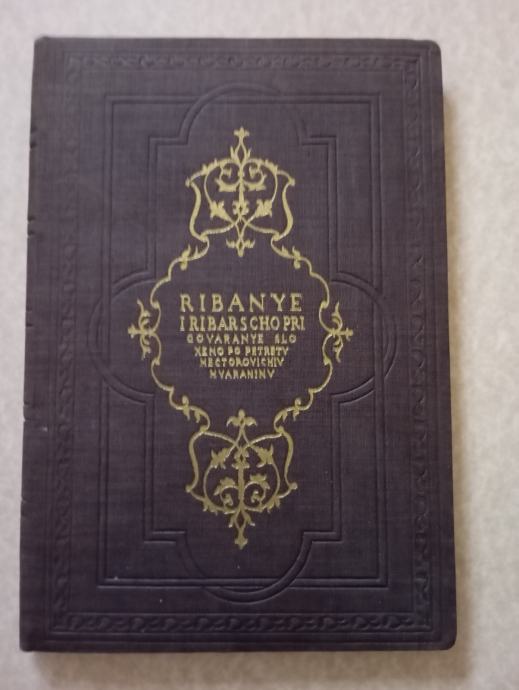 RIBANYE
I RIBARSCHO PRI
GOVARANYE SLO
XENO PO PETRETV
HECTOROVICHIV
HVARANINV